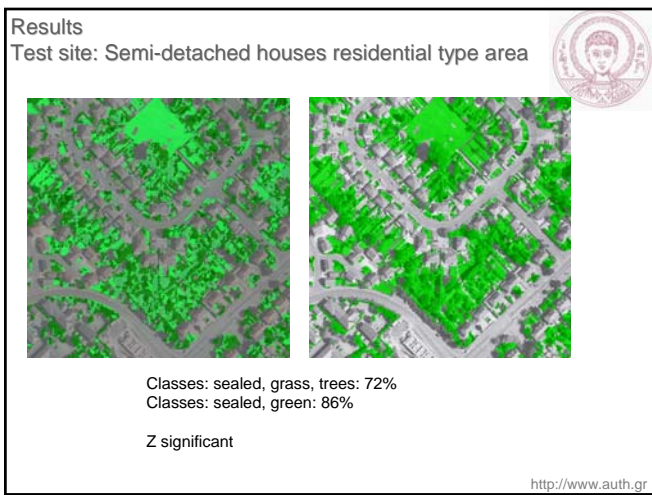 Results
Test site: Semi-detached houses residential type area
Classes: sealed, grass, trees: 72%
Classes: sealed, green: 86%
Z significant
http://www.auth.gr